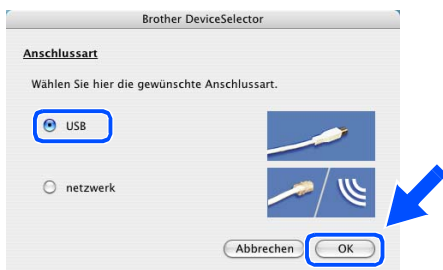 Brother DeviceSelector
Anschlussart
Wählen Sie hier die gewünschte Anschlussart.
USB
netzwerk
Abbrechen
OK